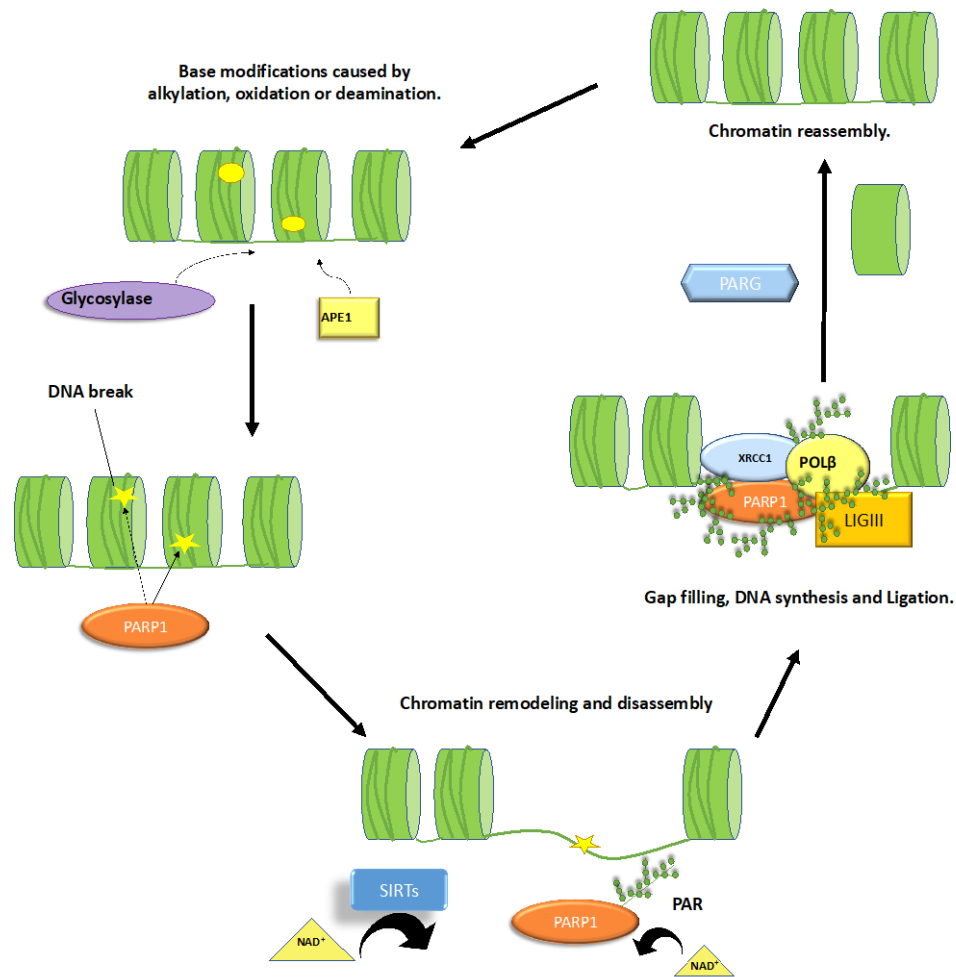 Base modifications caused by
alkylation, oxidation or deamination.
Chromatin reassembly.
Glycosylase
APE1
PARG
DNA break
XRCC1
POLβ
PARP1
LIGIII
PARP1
Gap filling, DNA synthesis and Ligation.
Chromatin remodeling and disassembly
SIRTs
PAR
PARP1
NAD⁺
NAD⁺